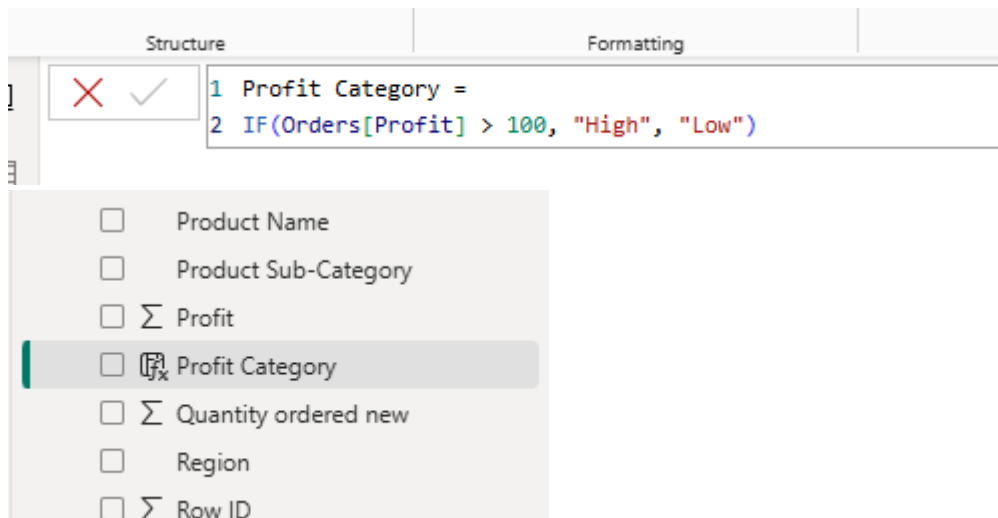 Structure
Formatting
1 Profit Category =
2 IF(Orders[Profit] > 100, "High", "Low")
Product Name
Product Sub-Category
∑ Profit
Profit Category
∑ Quantity ordered new
Region
∑ Row ID